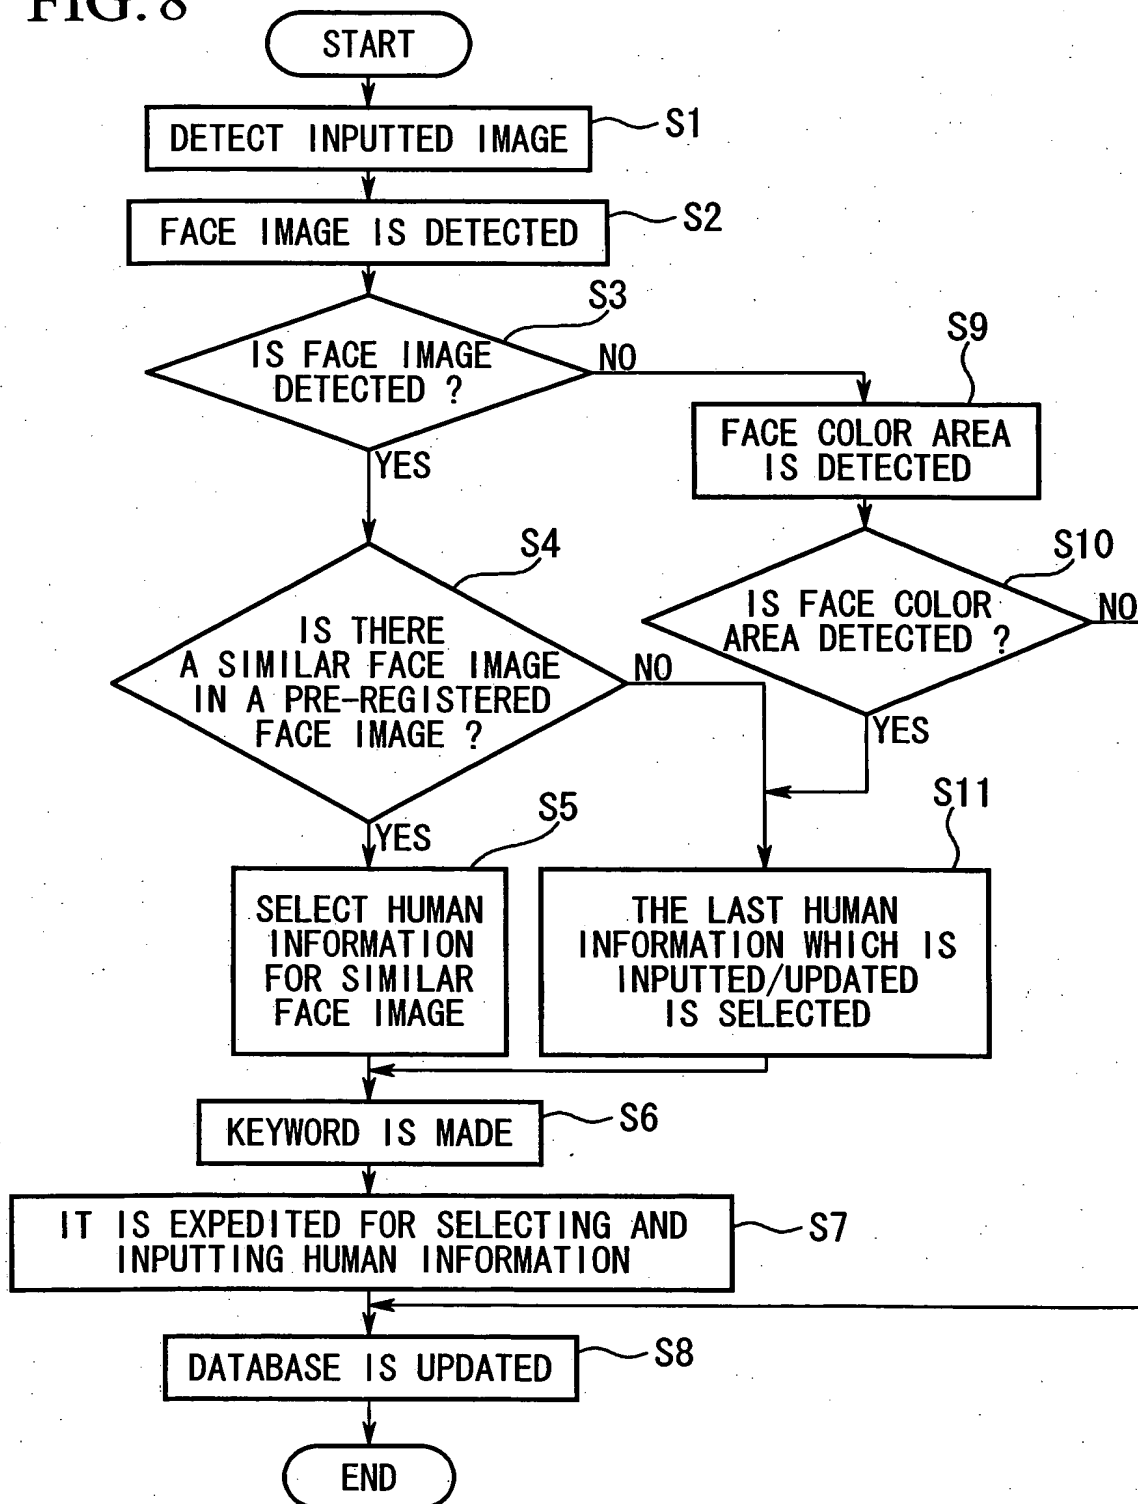 FIG. 8
START
DETECT INPUTTED IMAGE
S1
FACE IMAGE IS DETECTED
S2
S3
IS FACE IMAGE
DETECTED ?
NO
YES
S9
FACE COLOR AREA
IS DETECTED
S4
IS THERE
A SIMILAR FACE IMAGE
IN A PRE-REGISTERED
FACE IMAGE ?
NO
YES
S10
IS FACE COLOR
AREA DETECTED ?
NO
YES
S5
SELECT HUMAN
INFORMATION
FOR SIMILAR
FACE IMAGE
S11
THE LAST HUMAN
INFORMATION WHICH IS
INPUTTED/UPDATED
IS SELECTED
KEYWORD IS MADE
S6
IT IS EXPEDITED FOR SELECTING AND
INPUTTING HUMAN INFORMATION
S7
DATABASE IS UPDATED
S8
END